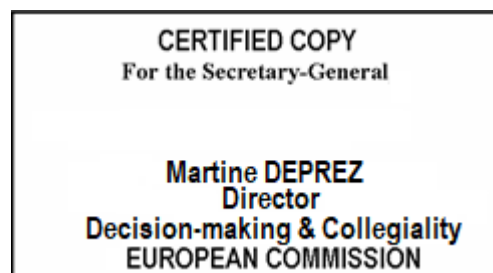 CERTIFIED COPY
For the Secretary-General
Martine DEPREZ
Director
Decision-making & Collegiality
EUROPEAN COMMISSION